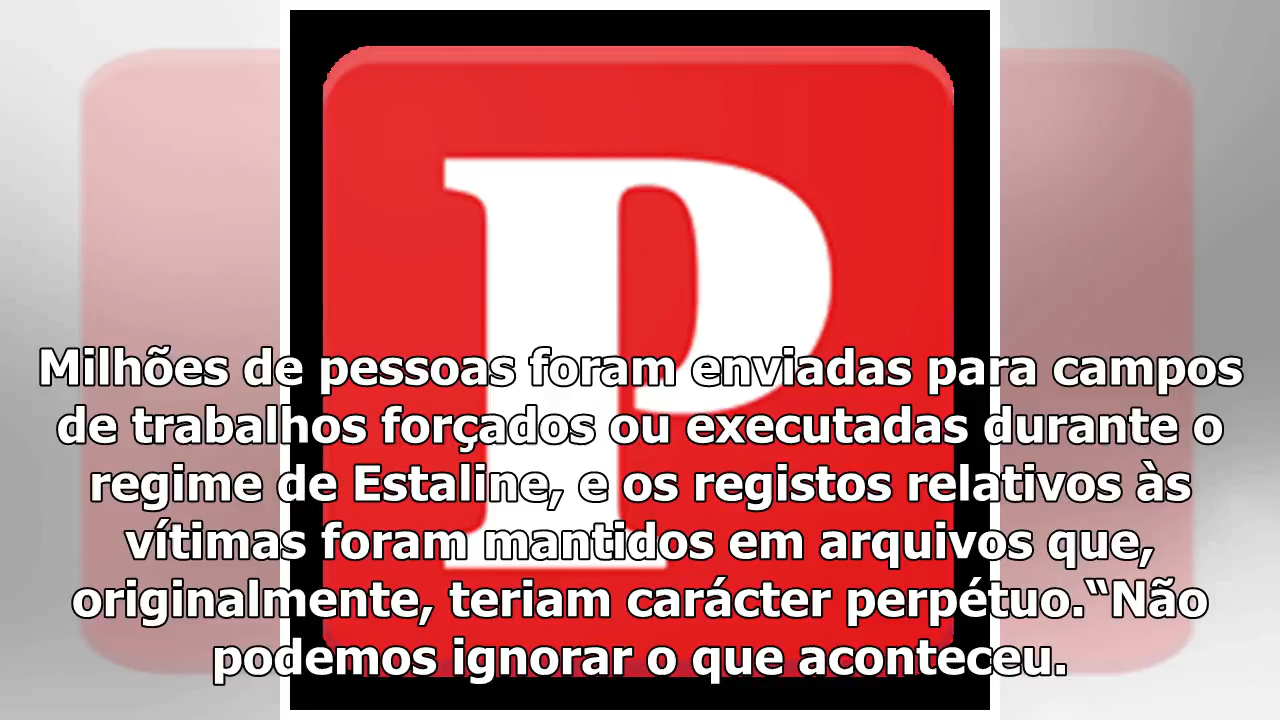 P
Milhões de pessoas foram enviadas para campos
de trabalhos forçados ou executadas durante o
regime de Estaline, e os registos relativos às
vítimas foram mantidos em arquivos que,
originalmente, teriam carácter perpétuo.“Não
podemos ignorar o que aconteceu.